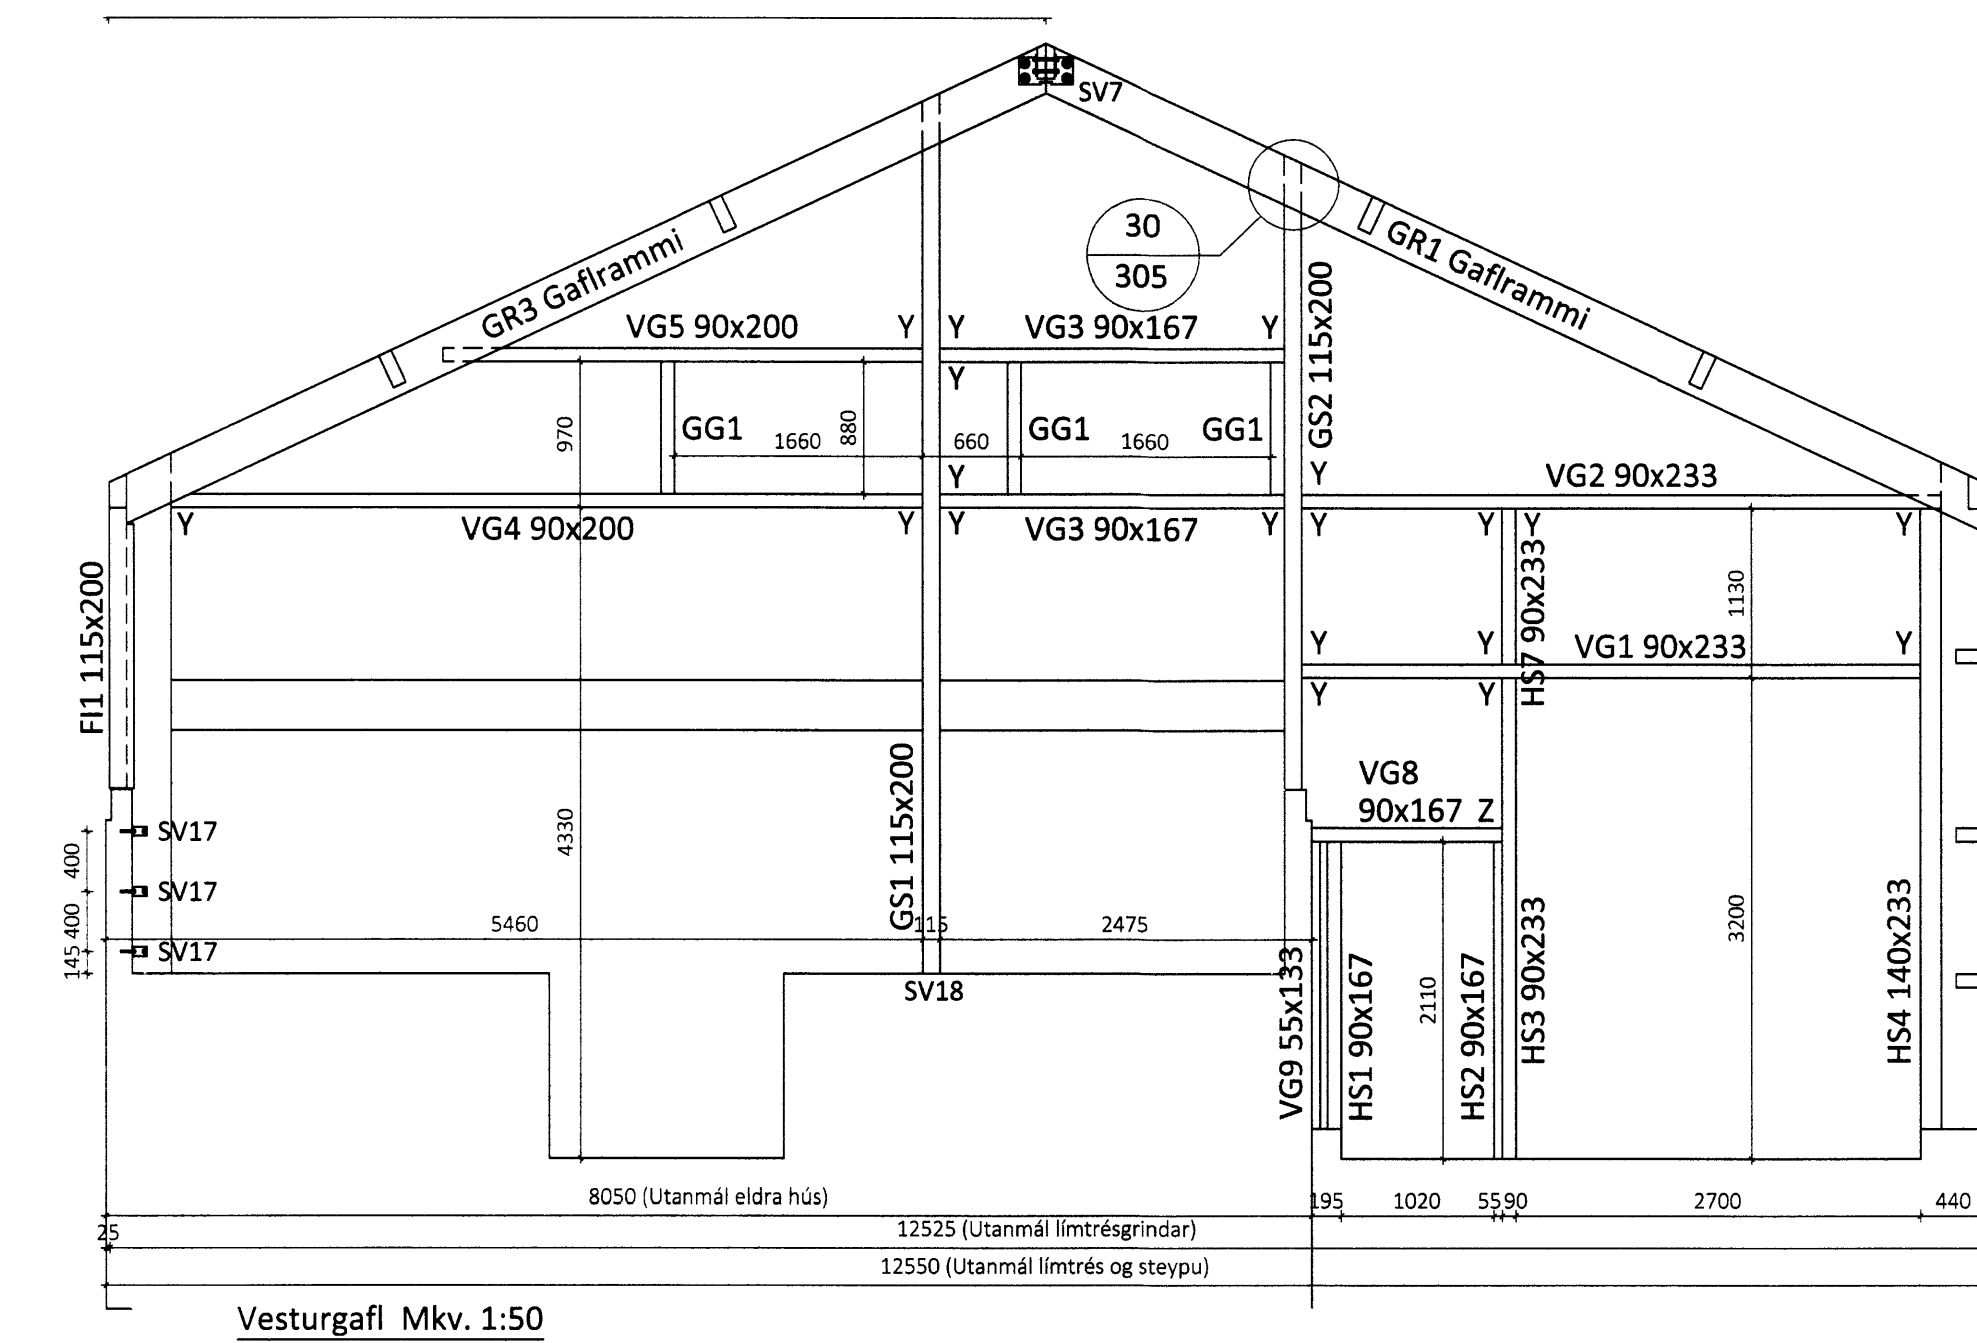 SV7
30
305
GR3 Gaflrammi
GR1 Gaflrammi
VG5 90x200
Y
Y
VG3 90x167
Y
GS2 115x200
Y
970
GG1
1660
880
660
GG1
1660
GG1
Y
Y
VG2 90x233
Y
VG4 90x200
Y
Y
VG3 90x167
Y
Y
Y
Y
Y
FI1 115x200
HS7 90x233
1130
Y
Y
VG1 90x233
Y
Y
Y
GS1 115x200
VG8
90x167 Z
SV17
SV17
SV17
400
400
145
4330
5460
115
2475
SV18
VG9 55x133
HS1 90x167
2110
HS2 90x167
HS3 90x233
3200
HS4 140x233
8050 (Utanmál eldra hús)
195
1020
55
90
2700
440
25
12525 (Utanmál límtrésgrindar)
12550 (Utanmál límtrés og steypu)
Vesturgafl Mkv. 1:50